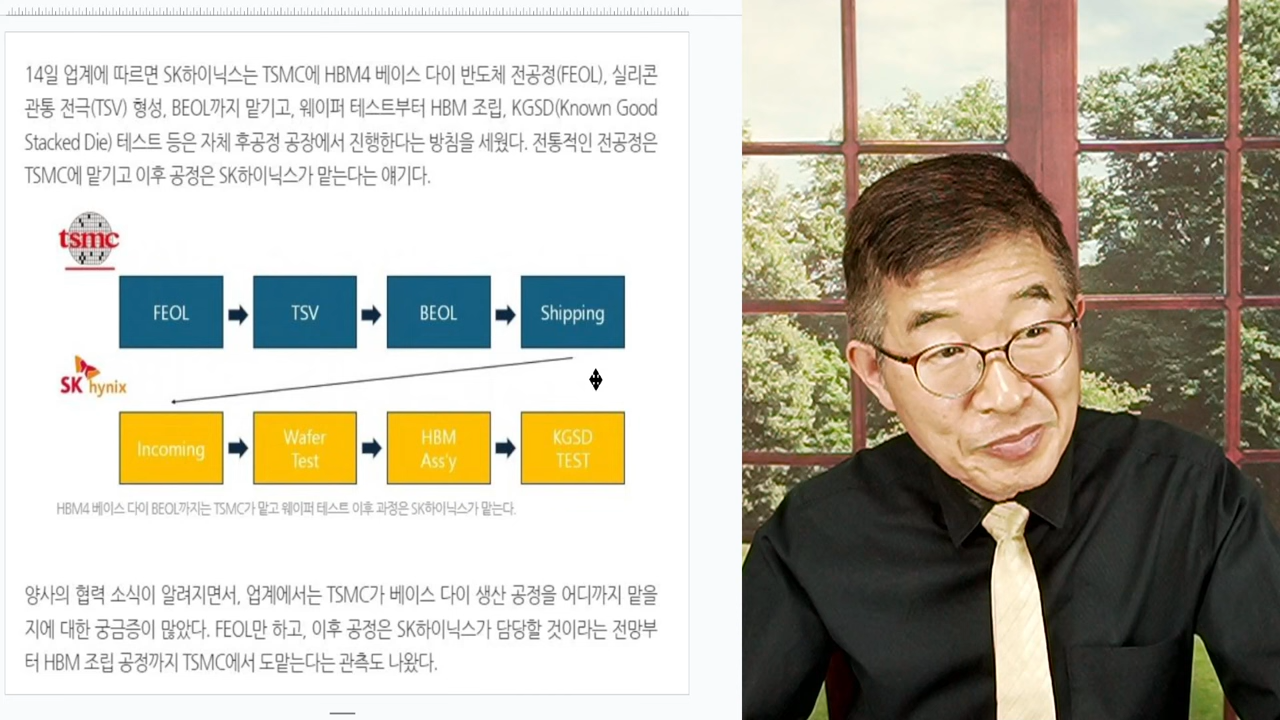 14일 업계에 따르면 SK하이닉스는 TSMC에 HBM4 베이스 다이 반도체 전공정(FEOL), 실리콘
관통 전극(TSV) 형성, BEOL까지 맡기고, 웨이퍼 테스트부터 HBM 조립, KGSD(Known Good
Stacked Die) 테스트 등은 자체 후공정 공장에서 진행한다는 방침을 세웠다. 전통적인 전공정은
TSMC에 맡기고 이후 공정은 SK하이닉스가 맡는다는 얘기다.
tsmc
FEOL
TSV
BEOL
Shipping
SK hynix
Incoming
Wafer
Test
HBM
Ass'y
KGSD
TEST
HBM4 베이스 다이 BEOL까지는 TSMC가 맡고 웨이퍼 테스트 이후 과정은 SK하이닉스가 맡는다.
양사의 협력 소식이 알려지면서, 업계에서는 TSMC가 베이스 다이 생산 공정을 어디까지 맡을
지에 대한 궁금증이 많았다. FEOL만 하고, 이후 공정은 SK하이닉스가 담당할 것이라는 전망부
터 HBM 조립 공정까지 TSMC에서 도맡는다는 관측도 나왔다.